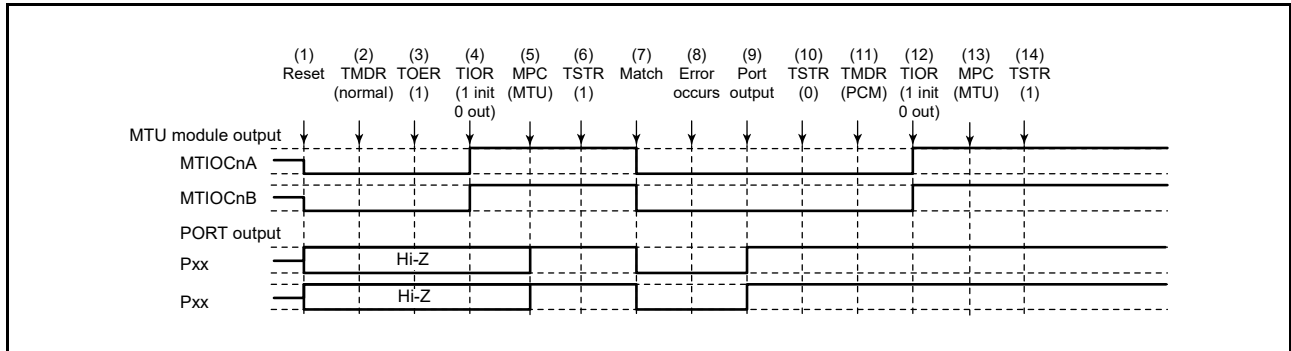 (1) (2) (3) (4) (5) (6) (7) (8) (9) (10) (11) (12) (13) (14)
Reset TMDR TOER TIOR MPC TSTR Match Error Port TSTR TMDR TIOR MPC TSTR
(normal) (1) (1 init (MTU) (1) occurs output (0) (PCM) (1 init (MTU) (1)
0 out) 0 out)
MTU module output
MTIOCnA
MTIOCnB
PORT output
Pxx Hi-Z
Pxx Hi-Z